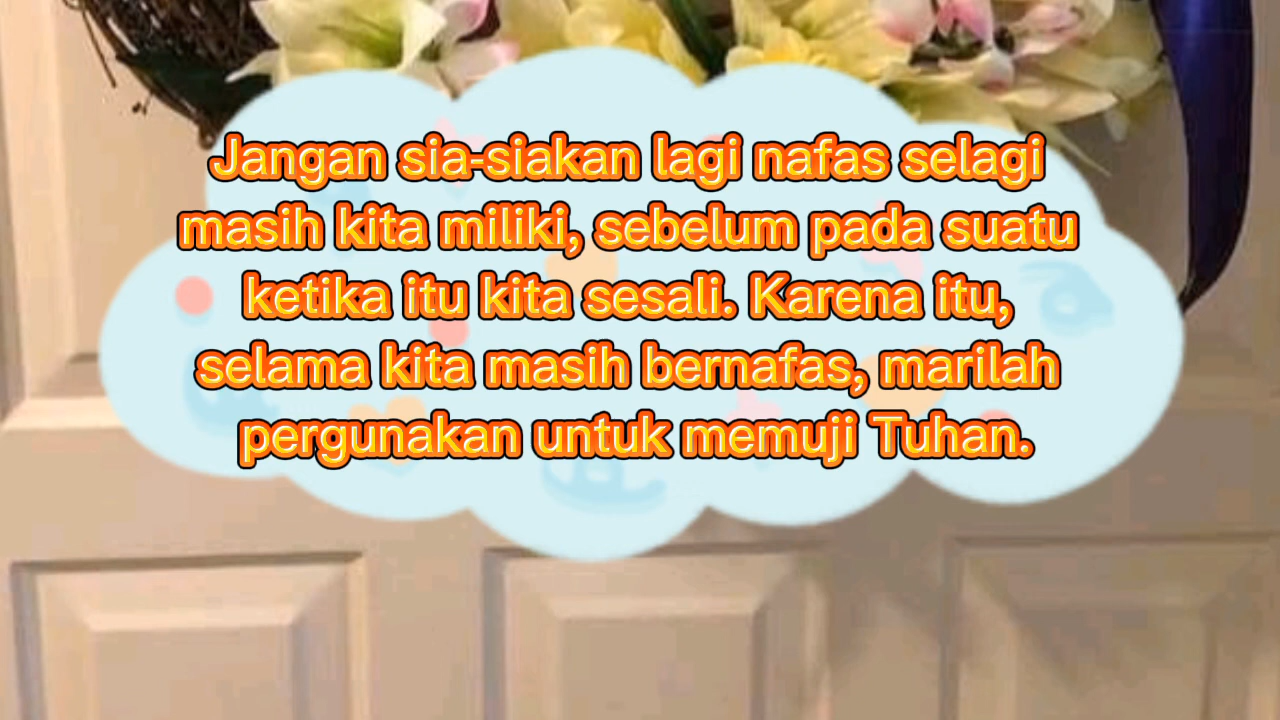 Jangan sia-siakan lagi nafas selagi
masih kita miliki, sebelum pada suatu
ketika itu kita sesali. Karena itu,
selama kita masih bernafas, marilah
pergunakan untuk memuji Tuhan.